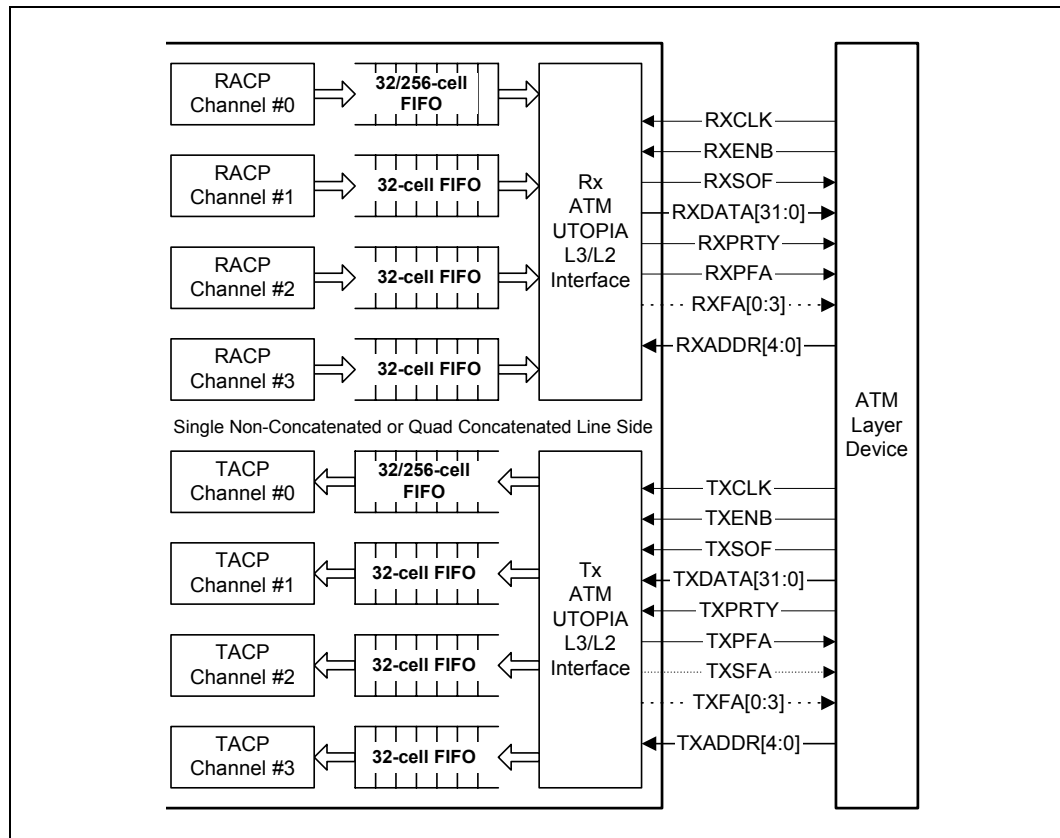 RACP
Channel #0
32/256-cell
FIFO
RACP
Channel #1
32-cell FIFO
RACP
Channel #2
32-cell FIFO
RACP
Channel #3
32-cell FIFO
Rx
ATM
UTOPIA
L3/L2
Interface
RXCLK
RXENB
RXSOF
RXDATA[31:0]
RXPRTY
RXPFA
RXFA[0:3]
RXADDR[4:0]
Single Non-Concatenated or Quad Concatenated Line Side
TACP
Channel #0
32/256-cell
FIFO
TACP
Channel #1
32-cell FIFO
TACP
Channel #2
32-cell FIFO
TACP
Channel #3
32-cell FIFO
Tx
ATM
UTOPIA
L3/L2
Interface
TXCLK
TXENB
TXSOF
TXDATA[31:0]
TXPRTY
TXPFA
TXSFA
TXFA[0:3]
TXADDR[4:0]
ATM
Layer
Device